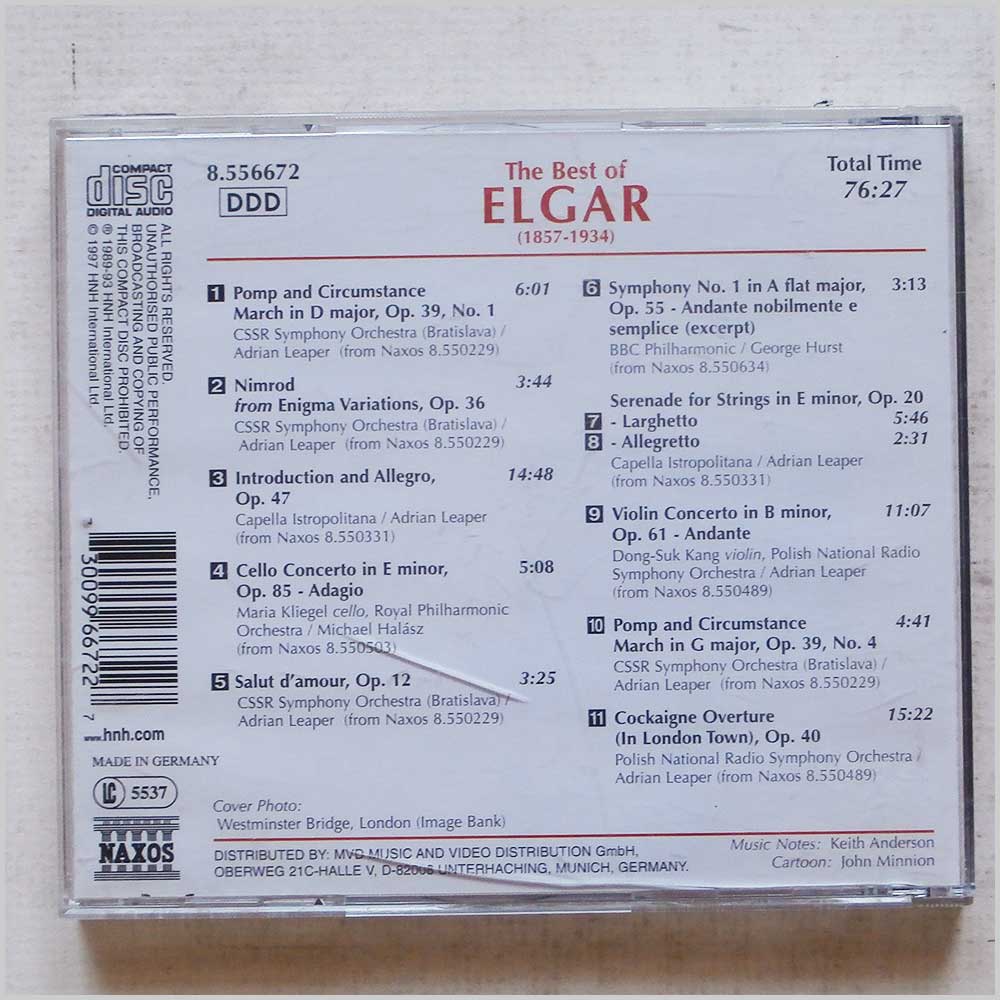 COMPACT
disc
DIGITAL AUDIO
8.556672
DDD
The Best of
ELGAR
(1857-1934)
Total Time
76:27
ALL RIGHTS RESERVED.
UNAUTHORISED PUBLIC PERFORMANCE,
BROADCASTING AND COPYING OF
THIS COMPACT DISC PROHIBITED.
℗ 1989-93 HNH International Ltd.
© 1997 HNH International Ltd.
1 Pomp and Circumstance 6:01
March in D major, Op. 39, No. 1
CSSR Symphony Orchestra (Bratislava) /
Adrian Leaper (from Naxos 8.550229)
2 Nimrod 3:44
from Enigma Variations, Op. 36
CSSR Symphony Orchestra (Bratislava) /
Adrian Leaper (from Naxos 8.550229)
3 Introduction and Allegro, 14:48
Op. 47
Capella Istropolitana / Adrian Leaper
(from Naxos 8.550331)
4 Cello Concerto in E minor, 5:08
Op. 85 - Adagio
Maria Kliegel cello, Royal Philharmonic
Orchestra / Michael Halász
(from Naxos 8.550503)
5 Salut d'amour, Op. 12 3:25
CSSR Symphony Orchestra (Bratislava) /
Adrian Leaper (from Naxos 8.550229)
6 Symphony No. 1 in A flat major, 3:13
Op. 55 - Andante nobilmente e
semplice (excerpt)
BBC Philharmonic / George Hurst
(from Naxos 8.550634)
Serenade for Strings in E minor, Op. 20
7 - Larghetto 5:46
8 - Allegretto 2:31
Capella Istropolitana / Adrian Leaper
(from Naxos 8.550331)
9 Violin Concerto in B minor, 11:07
Op. 61 - Andante
Dong-Suk Kang violin, Polish National Radio
Symphony Orchestra / Adrian Leaper
(from Naxos 8.550489)
10 Pomp and Circumstance 4:41
March in G major, Op. 39, No. 4
CSSR Symphony Orchestra (Bratislava) /
Adrian Leaper (from Naxos 8.550229)
11 Cockaigne Overture 15:22
(In London Town), Op. 40
Polish National Radio Symphony Orchestra /
Adrian Leaper (from Naxos 8.550489)
7 30099 66722 7
www.hnh.com
MADE IN GERMANY
LC 5537
NAXOS
Cover Photo:
Westminster Bridge, London (Image Bank)
DISTRIBUTED BY: MVD MUSIC AND VIDEO DISTRIBUTION GmbH,
OBERWEG 21C-HALLE V, D-82008 UNTERHACHING, MUNICH, GERMANY.
Music Notes: Keith Anderson
Cartoon: John Minnion